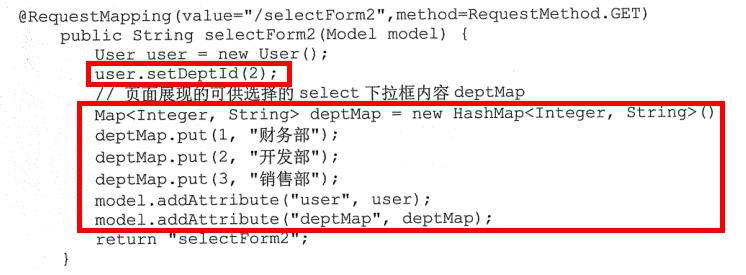 @RequestMapping(value="/selectForm2",method=RequestMethod.GET)
public String selectForm2(Model model) {
User user = new User();
user.setDeptId(2);
// 页面展现的可供选择的 select 下拉框内容 deptMap
Map<Integer, String> deptMap = new HashMap<Integer, String>()
deptMap.put(1, "财务部");
deptMap.put(2, "开发部");
deptMap.put(3, "销售部");
model.addAttribute("user", user);
model.addAttribute("deptMap", deptMap);
return "selectForm2";
}